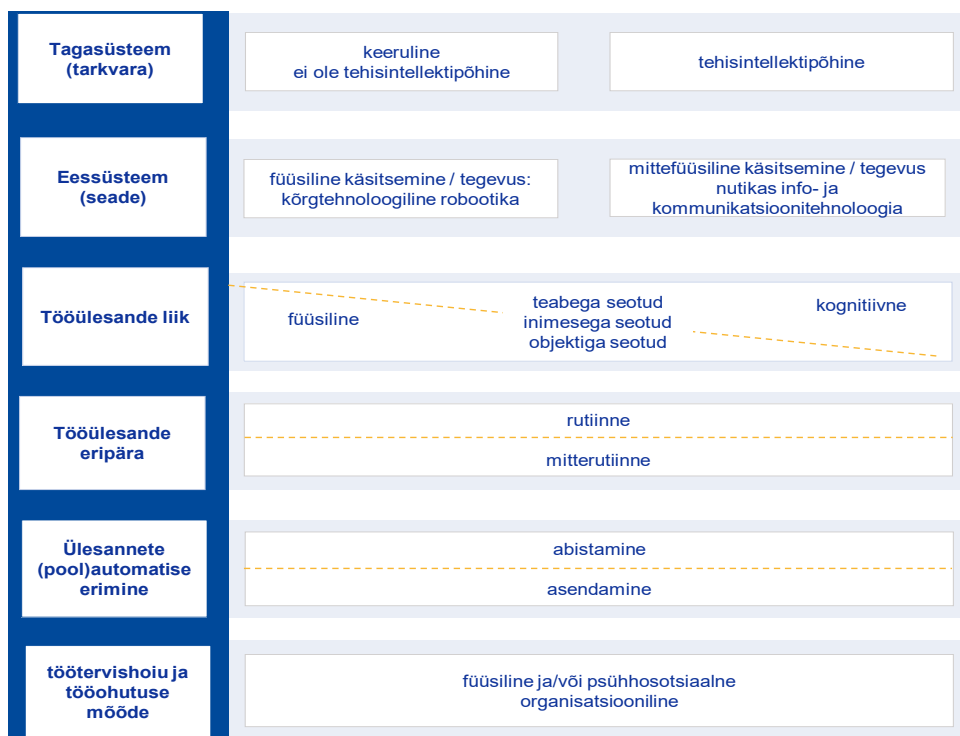 Tagasüsteem
(tarkvara)
keeruline
ei ole tehisintellektipõhine
tehisintellektipõhine
Eessüsteem
(seade)
füüsiline käsitsemine / tegevus:
kõrgtehnoloogiline robootika
mittefüüsiline käsitsemine / tegevus
nutikas info- ja
kommunikatsioonitehnoloogia
Tööülesande liik
füüsiline
teabega seotud
inimesega seotud
objektiga seotud
kognitiivne
Tööülesande
eripära
rutiinne
mitterutiinne
Ülesannete
(pool)automatise
erimine
abistamine
asendamine
töötervishoiu ja
tööohutuse
mõõde
füüsiline ja/või psühhosotsiaalne
organisatsiooniline